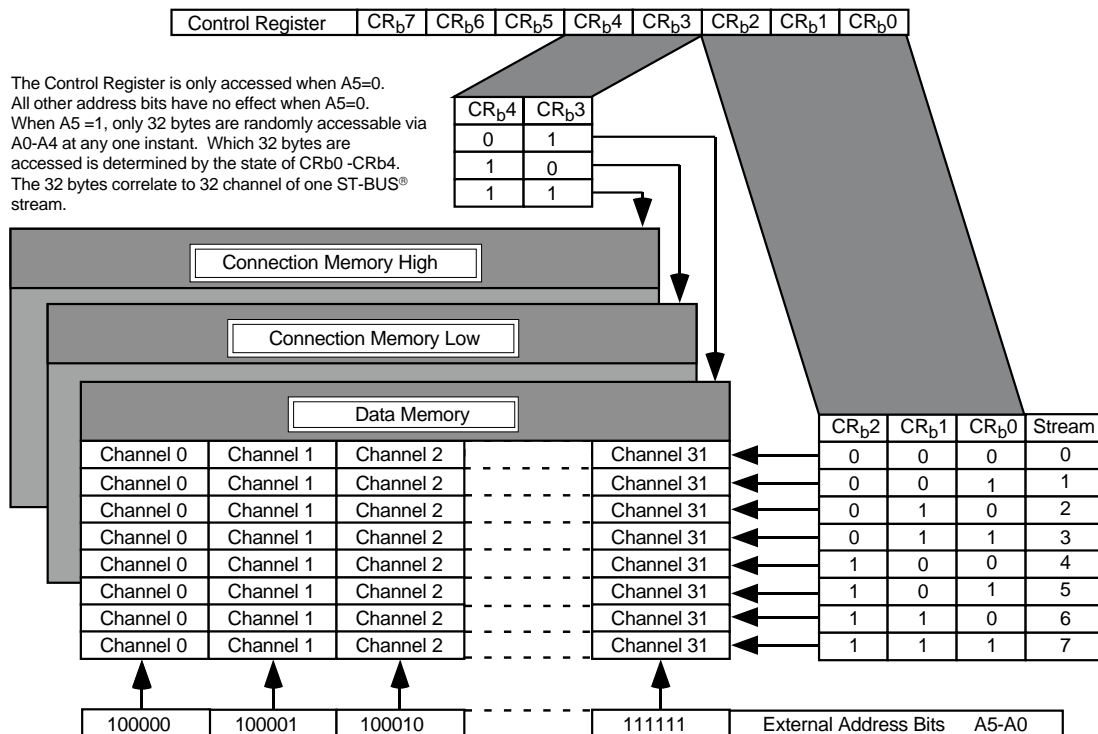 Control Register CRb7 CRb6 CRb5 CRb4 CRb3 CRb2 CRb1 CRb0
The Control Register is only accessed when A5=0.
All other address bits have no effect when A5=0.
When A5 =1, only 32 bytes are randomly accessable via
A0-A4 at any one instant. Which 32 bytes are
accessed is determined by the state of CRb0 -CRb4.
The 32 bytes correlate to 32 channel of one ST-BUS®
stream.
CRb4 CRb3
0 1
1 0
1 1
Connection Memory High
Connection Memory Low
Data Memory
CRb2 CRb1 CRb0 Stream
Channel 0 Channel 1 Channel 2 Channel 31 0 0 0 0
Channel 0 Channel 1 Channel 2 Channel 31 0 0 1 1
Channel 0 Channel 1 Channel 2 Channel 31 0 1 0 2
Channel 0 Channel 1 Channel 2 Channel 31 0 1 1 3
Channel 0 Channel 1 Channel 2 Channel 31 1 0 0 4
Channel 0 Channel 1 Channel 2 Channel 31 1 0 1 5
Channel 0 Channel 1 Channel 2 Channel 31 1 1 0 6
Channel 0 Channel 1 Channel 2 Channel 31 1 1 1 7
100000 100001 100010 111111 External Address Bits A5-A0